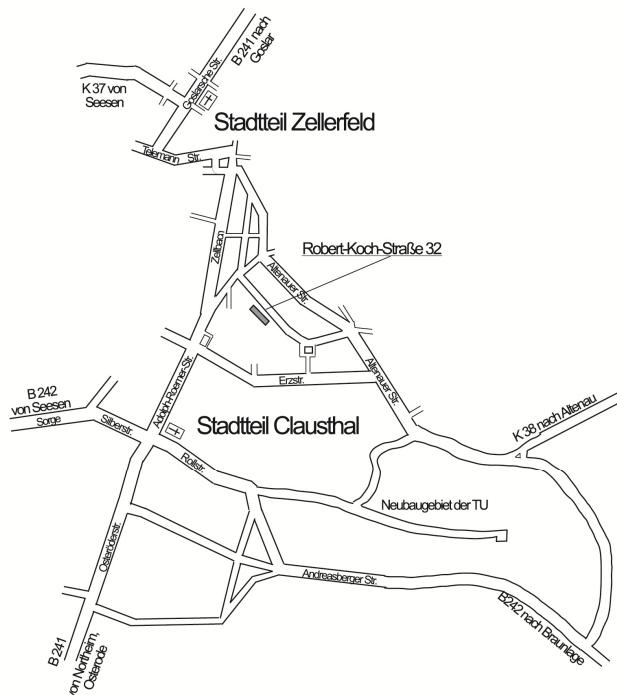 B 241 nach
Goslar
Goslarsche Str.
K 37 von
Seesen
Stadtteil Zellerfeld
Telemann Str.
Zellbach
Robert-Koch-Straße 32
Altenauer Str.
Altenauer Str.
Erzstr.
Adolph-Roemer-Str.
B 242
von Seesen
Sorge
Silberstr.
Stadtteil Clausthal
K 38 nach Altenau
Rollstr.
Neubaugebiet der TU
Osteröderstr.
Andreasberger Str.
B242 nach Braunlage
B 241
von Northeim,
Osterode